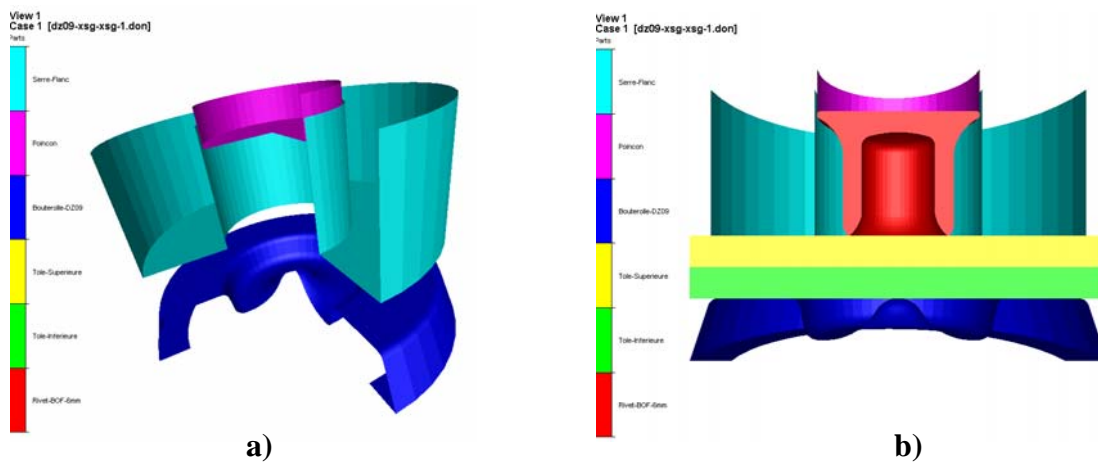 View 1
Case 1 [dz09-xsg-xsg-1.don]
Parts
Serre-Flanc
Poincon
Bouterolle-DZ09
Tole-Superieure
Tole-Inferieure
Rivet-BOF-6mm
a)
View 1
Case 1 [dz09-xsg-xsg-1.don]
Parts
Serre-Flanc
Poincon
Bouterolle-DZ09
Tole-Superieure
Tole-Inferieure
Rivet-BOF-6mm
b)